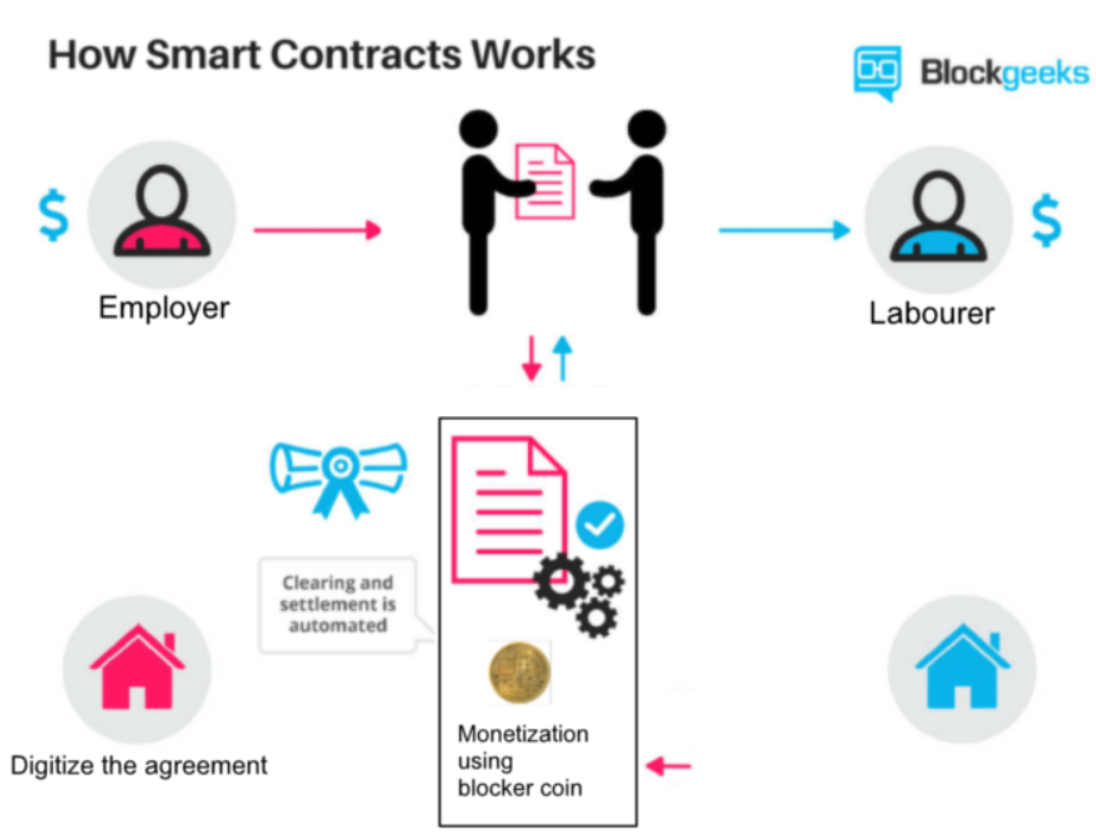 How Smart Contracts Works
Blockgeeks
$
$
Employer
Labourer
Clearing and
settlement is
automated
Monetization
using
blocker coin
Digitize the agreement